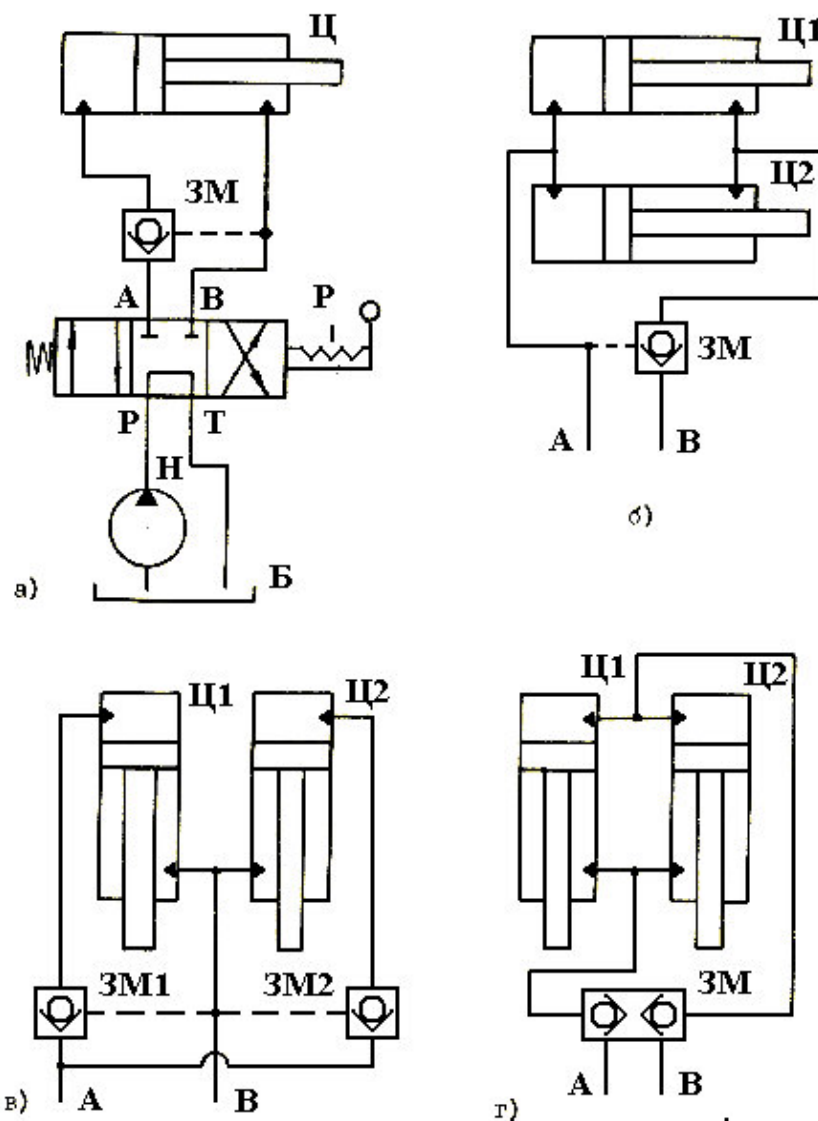 Ц
ЗМ
А В Р
Р Т
Н
Б
а)
Ц1
Ц2
ЗМ
А В
б)
Ц1 Ц2
ЗМ1 ЗМ2
А В
в)
Ц1 Ц2
ЗМ
А В
г)